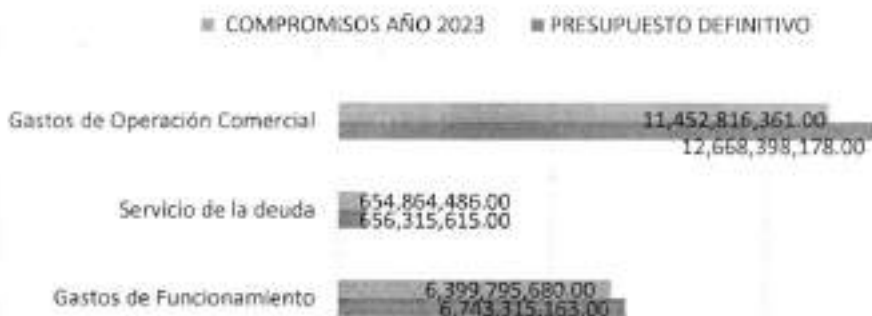 COMPROMISOS AÑO 2023 PRESUPUESTO DEFINITIVO
Gastos de Operación Comercial 11,452,816,361.00
12,668,398,178.00
Servicio de la deuda 654,864,486.00
656,315,615.00
Gastos de Funcionamiento 6,399,795,680.00
6,743,315,163.00